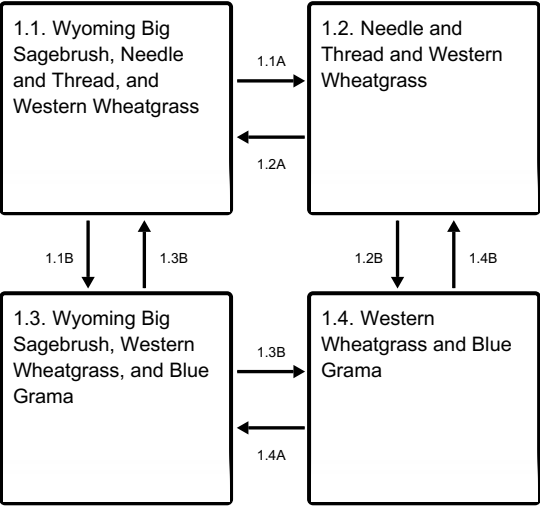 1.1. Wyoming Big
Sagebrush, Needle
and Thread, and
Western Wheatgrass
1.1A
1.2. Needle and
Thread and Western
Wheatgrass
1.2A
1.1B
1.3B
1.2B
1.4B
1.3. Wyoming Big
Sagebrush, Western
Wheatgrass, and Blue
Grama
1.3B
1.4. Western
Wheatgrass and Blue
Grama
1.4A